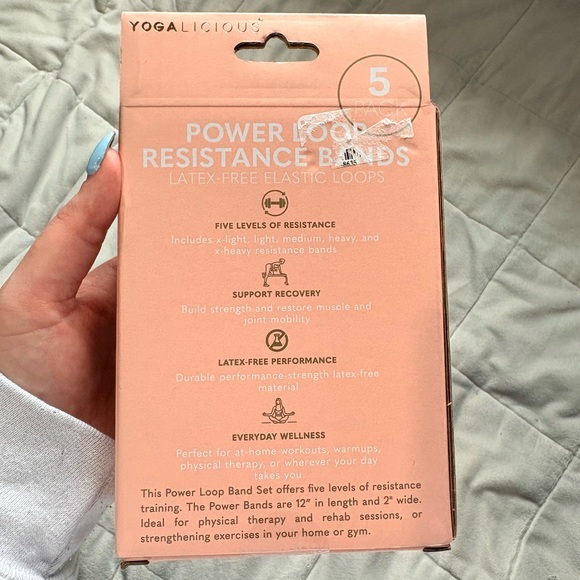 YOGALICIOUS
5
PACK
POWER LOOP
RESISTANCE BANDS
LATEX-FREE ELASTIC LOOPS
FIVE LEVELS OF RESISTANCE
Includes x-light, light, medium, heavy, and
x-heavy resistance bands
SUPPORT RECOVERY
Build strength and restore muscle and
joint mobility
LATEX-FREE PERFORMANCE
Durable performance-strength latex-free
material
EVERYDAY WELLNESS
Perfect for at-home workouts, warmups,
physical therapy, or wherever your day
takes you.
This Power Loop Band Set offers five levels of resistance
training. The Power Bands are 12" in length and 2" wide.
Ideal for physical therapy and rehab sessions, or
strengthening exercises in your home or gym.